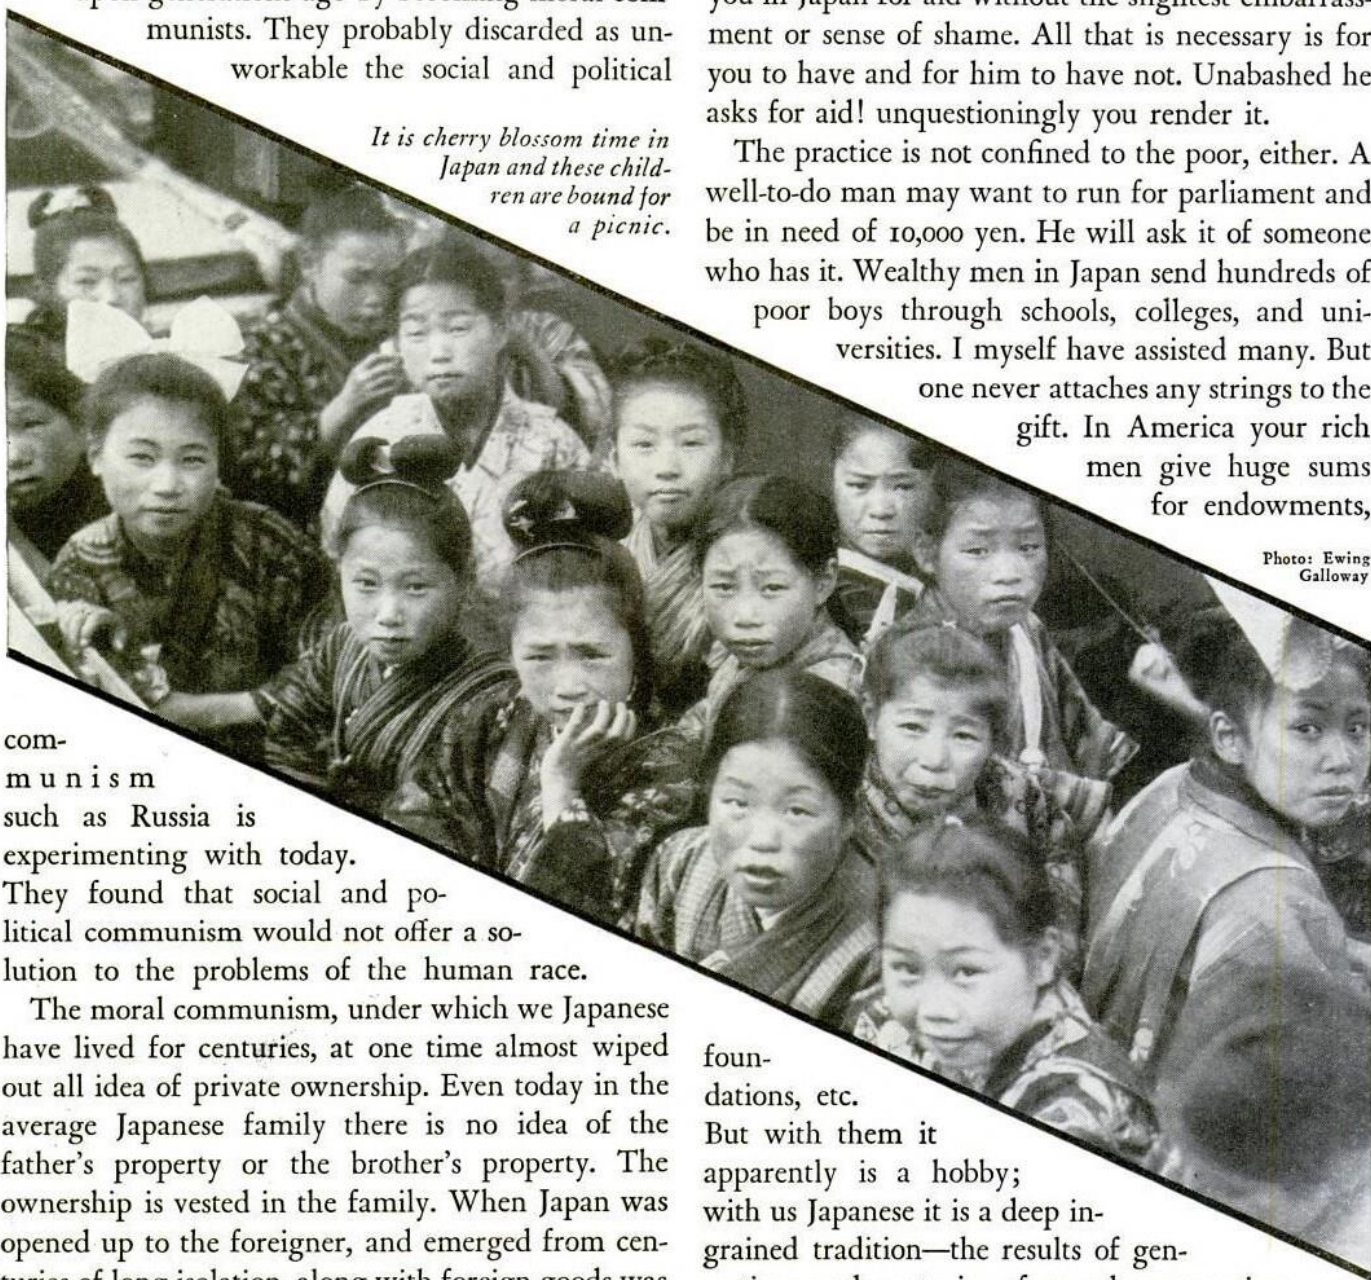 munists. They probably discarded as un-
workable the social and political
It is cherry blossom time in
Japan and these child-
ren are bound for
a picnic.
com-
munism
such as Russia is
experimenting with today.
They found that social and po-
litical communism would not offer a so-
lution to the problems of the human race.
The moral communism, under which we Japanese
have lived for centuries, at one time almost wiped
out all idea of private ownership. Even today in the
average Japanese family there is no idea of the
father's property or the brother's property. The
ownership is vested in the family. When Japan was
opened up to the foreigner, and emerged from cen-
you in Japan for aid without the slightest embarrass-
ment or sense of shame. All that is necessary is for
you to have and for him to have not. Unabashed he
asks for aid! unquestioningly you render it.
The practice is not confined to the poor, either. A
well-to-do man may want to run for parliament and
be in need of 10,000 yen. He will ask it of someone
who has it. Wealthy men in Japan send hundreds of
poor boys through schools, colleges, and uni-
versities. I myself have assisted many. But
one never attaches any strings to the
gift. In America your rich
men give huge sums
for endowments,
Photo: Ewing
Galloway
foun-
dations, etc.
But with them it
apparently is a hobby;
with us Japanese it is a deep in-
grained tradition—the results of gen-